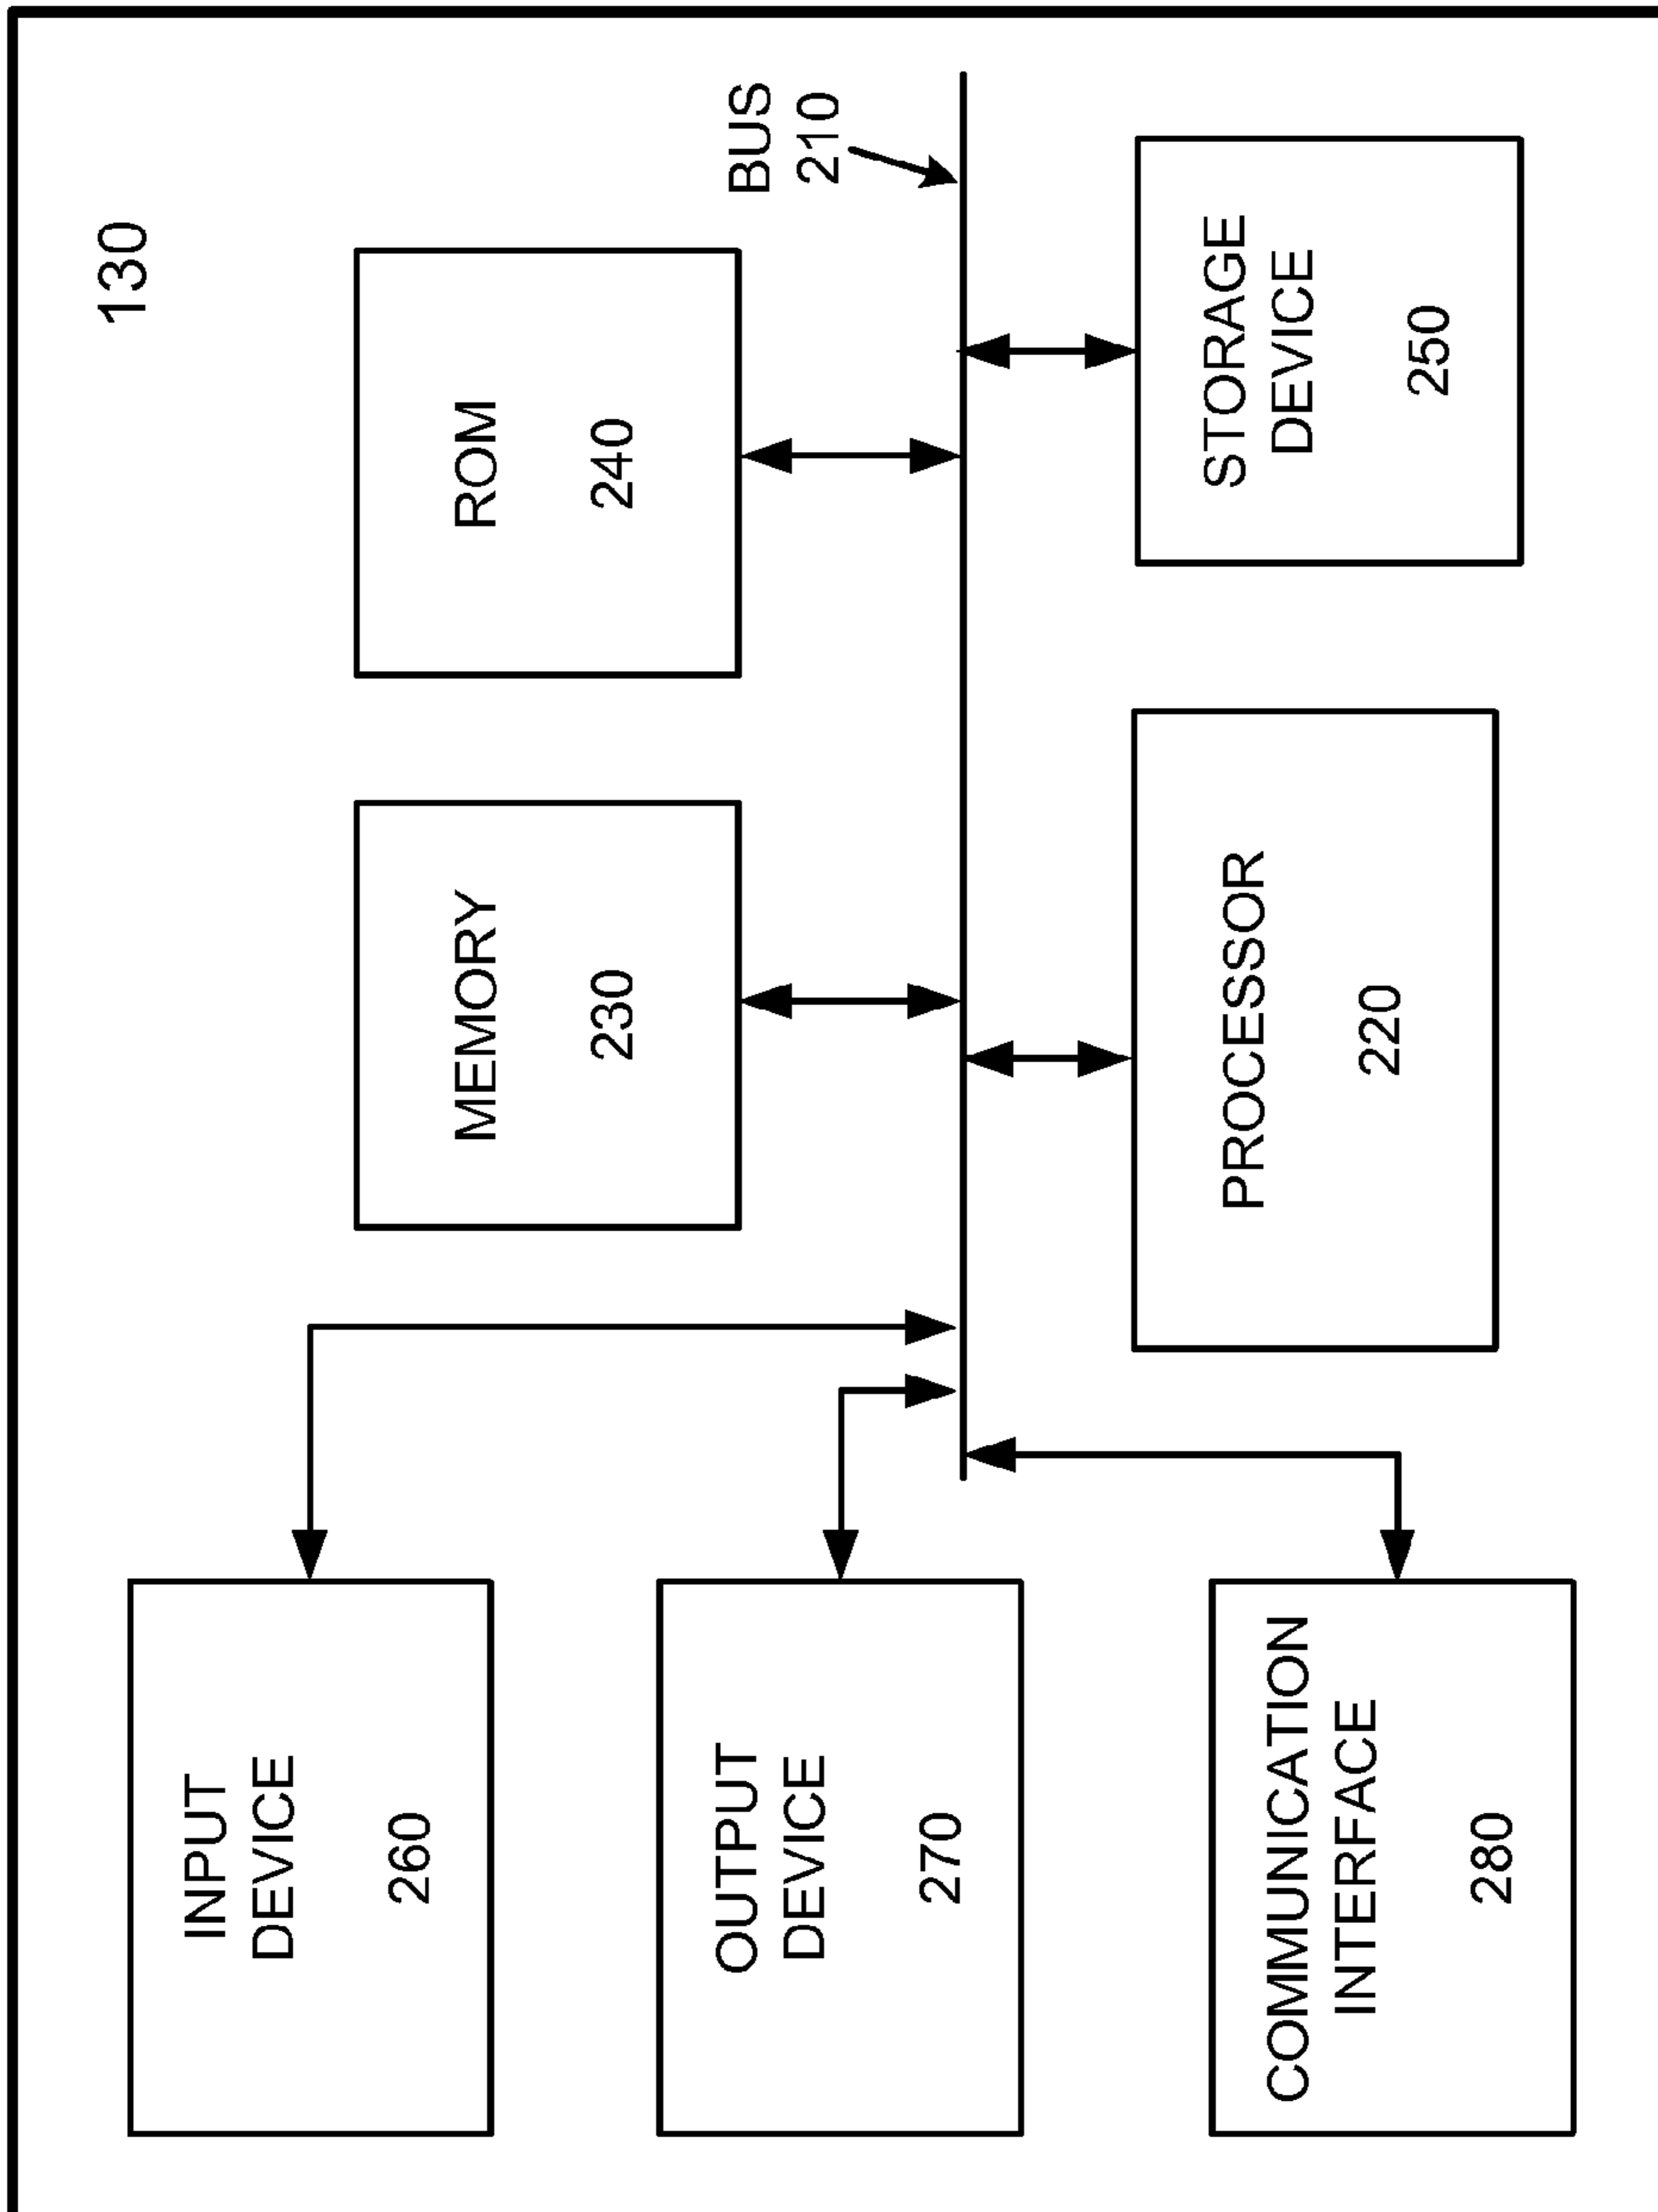 130
INPUT
DEVICE
260
MEMORY
230
ROM
240
OUTPUT
DEVICE
270
BUS
210
COMMUNICATION
INTERFACE
280
PROCESSOR
220
STORAGE
DEVICE
250